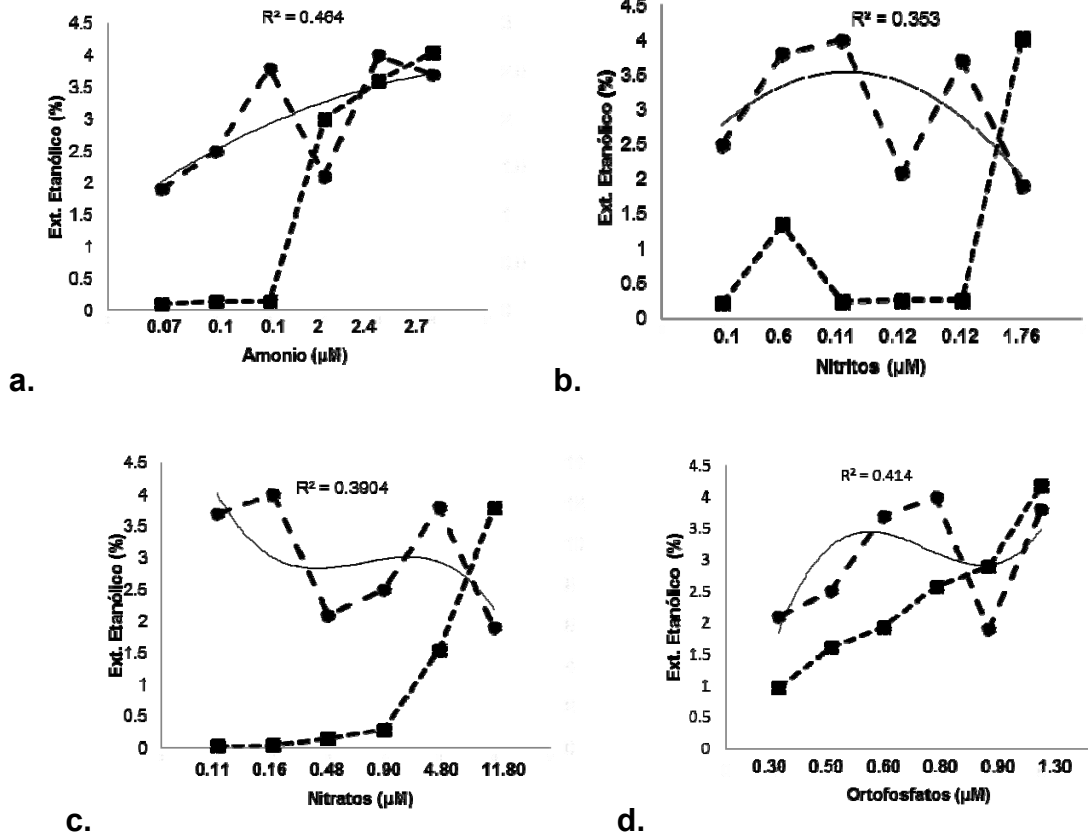 R² = 0.464
4.5
4
3.5
3
2.5
2
1.5
1
0.5
0
Ext. Etanólico (%)
0.07 0.1 0.1 2 2.4 2.7
Amonio (µM)
a.
R² = 0.353
4.5
4
3.5
3
2.5
2
1.5
1
0.5
0
Ext. Etanólico (%)
0.1 0.6 0.11 0.12 0.12 1.76
Nitritos (µM)
b.
R² = 0.3904
4.5
4
3.5
3
2.5
2
1.5
1
0.5
0
Ext. Etanólico (%)
0.11 0.16 0.48 0.90 4.80 11.80
Nitratos (µM)
c.
R² = 0.414
4.5
4
3.5
3
2.5
2
1.5
1
0.5
0
Ext. Etanólico (%)
0.30 0.50 0.60 0.80 0.90 1.30
Ortofosfatos (µM)
d.